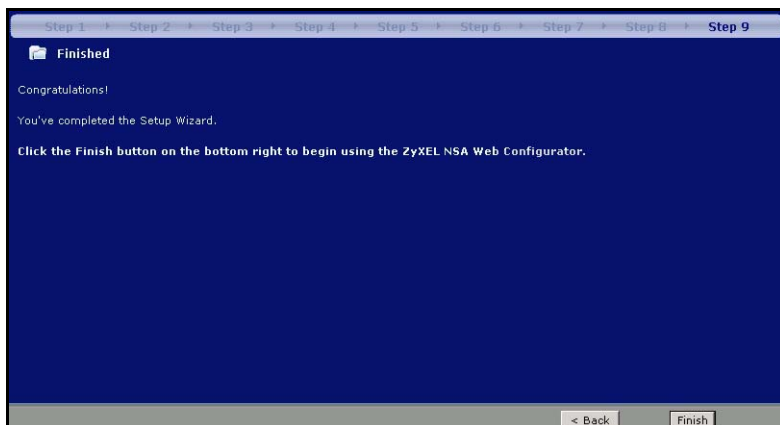 Step 1 Step 2 Step 3 Step 4 Step 5 Step 6 Step 7 Step 8 Step 9
Finished
Congratulations!
You've completed the Setup Wizard.
Click the Finish button on the bottom right to begin using the ZyXEL NSA Web Configurator.
< Back Finish